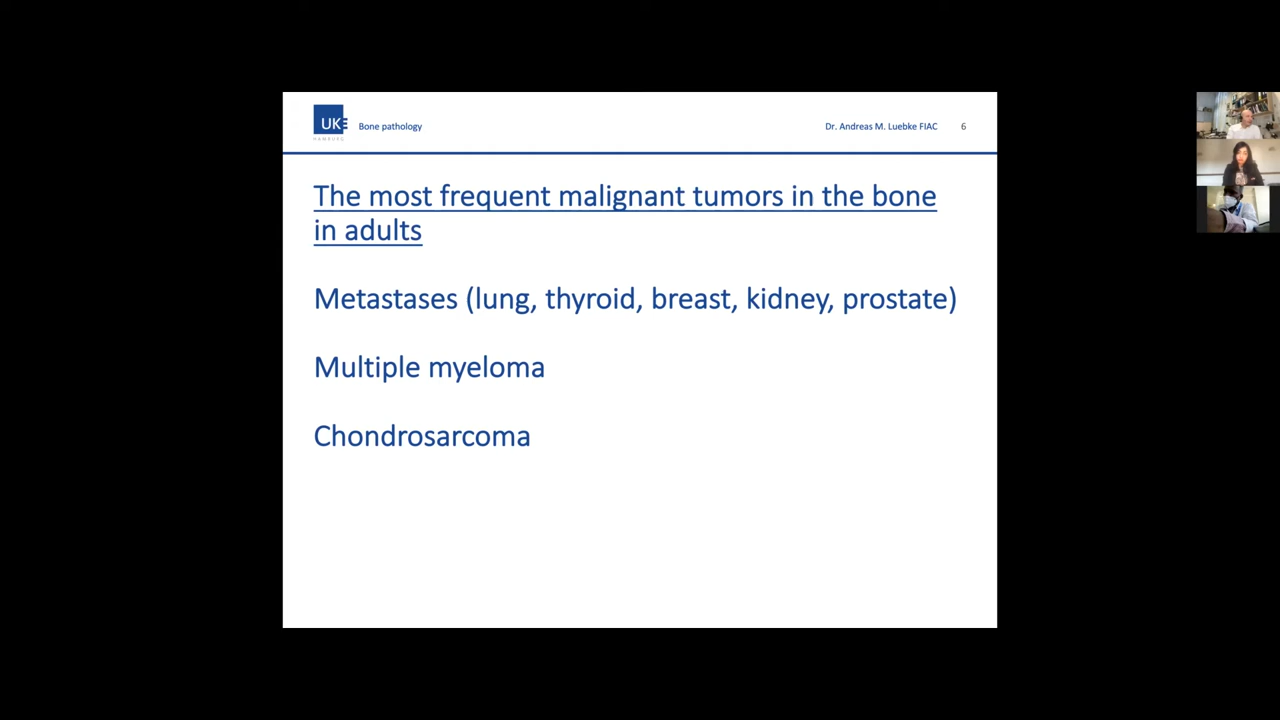 UKE
HAMBURG
Bone pathology
Dr. Andreas M. Luebke FIAC
6
The most frequent malignant tumors in the bone
in adults
Metastases (lung, thyroid, breast, kidney, prostate)
Multiple myeloma
Chondrosarcoma